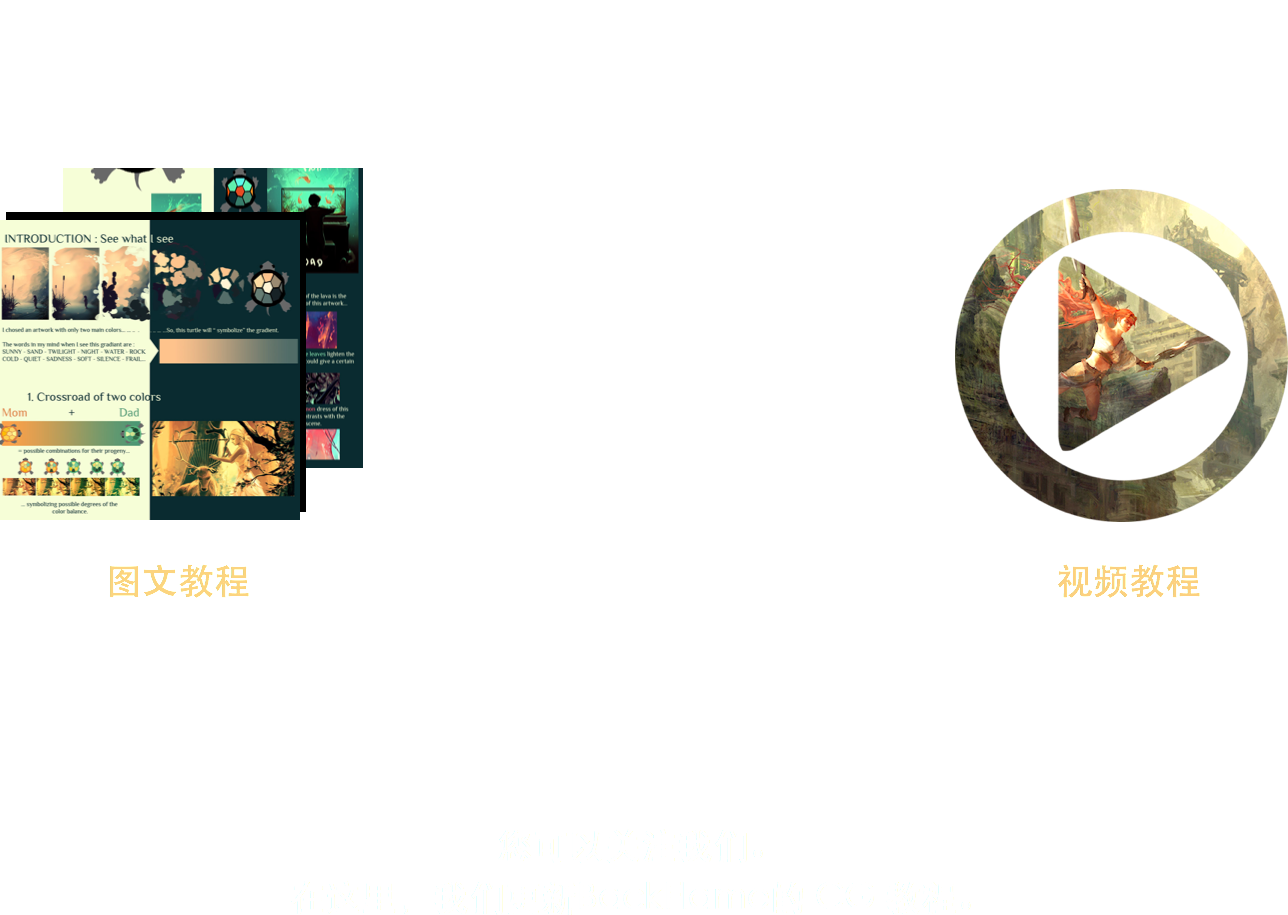 INTRODUCTION : See what I see
I chosed an artwork with only two main colors...
...So, this turtle will " symbolize" the gradient.
The words in my mind when I see this gradient are :
SUNNY - SAND - TWILIGHT - NIGHT - WATER - ROCK
COLD - QUIET - SADNESS - SOFT - SILENCE - FRAIL...
1. Crossroad of two colors
Mom + Dad
= possible combinations for their progeny...
... symbolizing possible degrees of the
color balance.
of the lava is the
of this artwork...
leaves lighten the
ould give a certain
dress of this
ntrasts with the
scene.
图文教程
视频教程